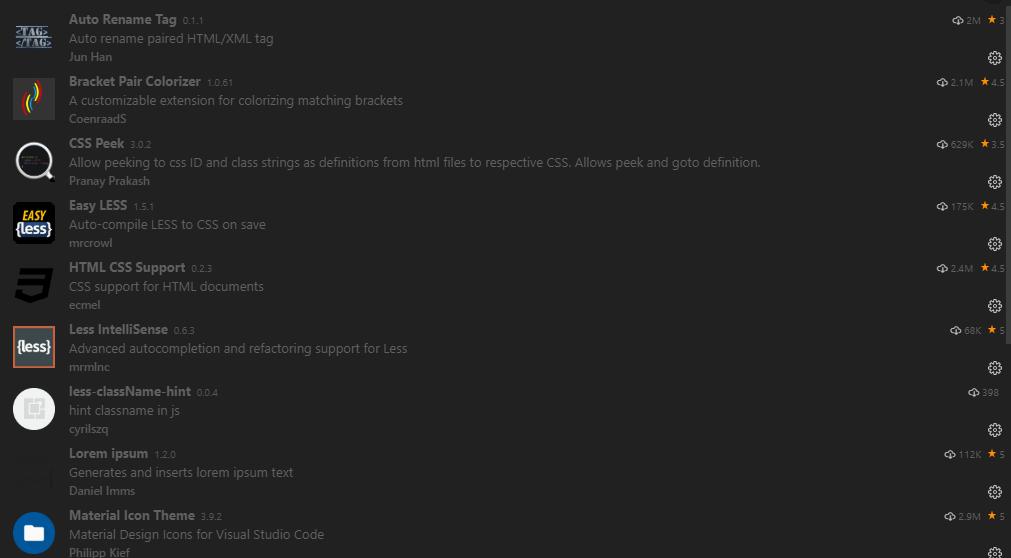 <TAG>
</TAG>
Auto Rename Tag 0.1.1 2M ★ 3
Auto rename paired HTML/XML tag
Jun Han
Bracket Pair Colorizer 1.0.61 2.1M ★ 4.5
A customizable extension for colorizing matching brackets
CoenraadS
CSS Peek 3.0.2 629K ★ 3.5
Allow peeking to css ID and class strings as definitions from html files to respective CSS. Allows peek and goto definition.
Pranay Prakash
EASY
{less}
Easy LESS 1.5.1 175K ★ 4.5
Auto-compile LESS to CSS on save
mrcrowl
HTML CSS Support 0.2.3 2.4M ★ 4.5
CSS support for HTML documents
ecmel
{less}
Less IntelliSense 0.6.3 68K ★ 5
Advanced autocompletion and refactoring support for Less
mrmlnc
less-className-hint 0.0.4 398
hint classname in js
cyrilszq
Lorem ipsum 1.2.0 112K ★ 5
Generates and inserts lorem ipsum text
Daniel Imms
Material Icon Theme 3.9.2 2.9M ★ 5
Material Design Icons for Visual Studio Code
Philipp Kief